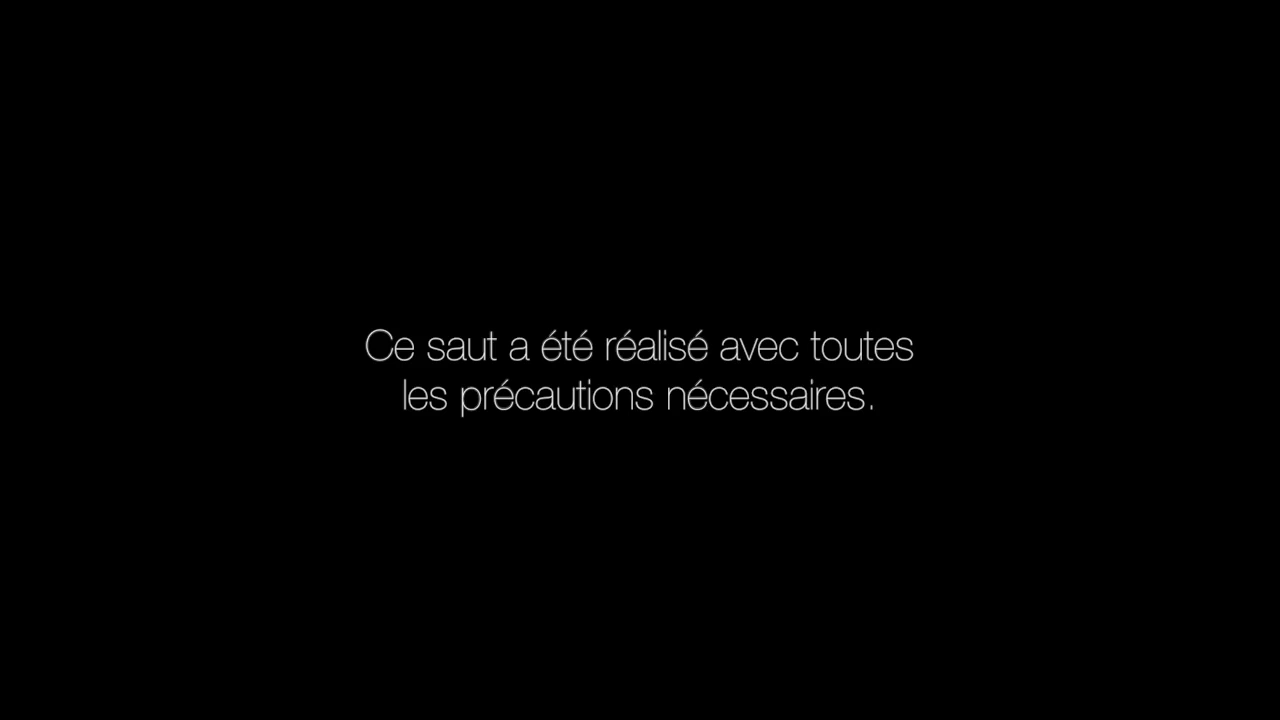 Ce saut a été réalisé avec toutes
les précautions nécessaires.